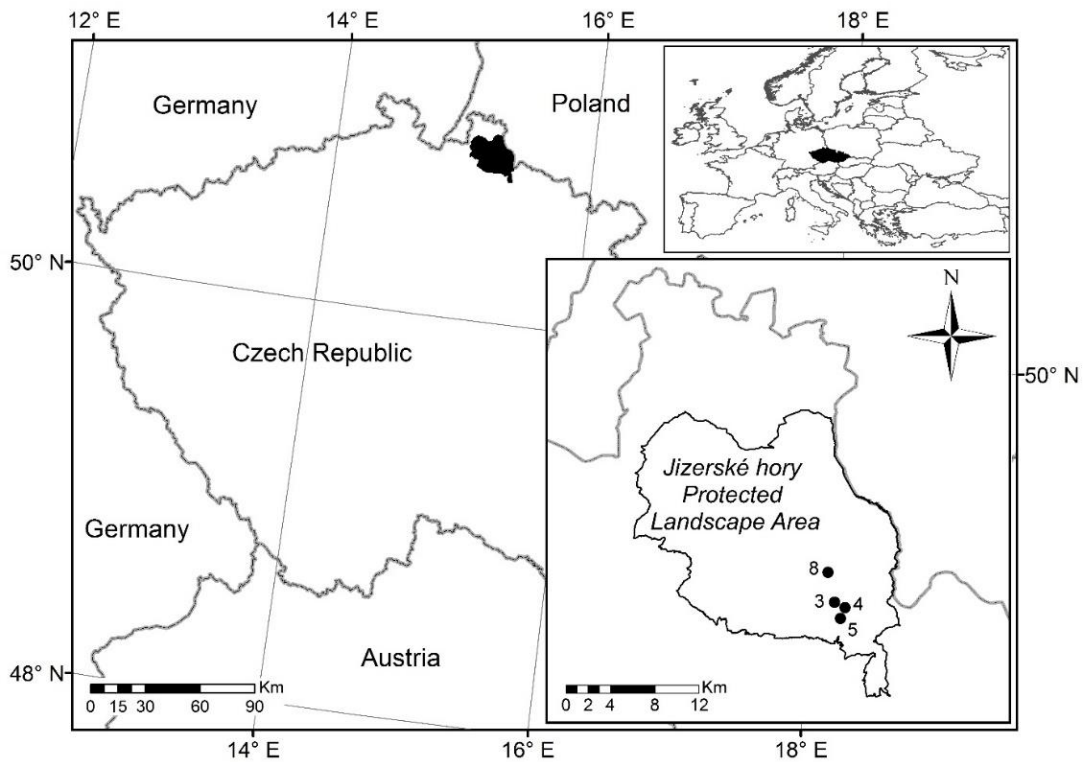 12° E
14° E
16° E
18° E
Germany
Poland
50° N
Czech Republic
N
50° N
Jizerské hory
Protected
Landscape Area
Germany
8
3
4
5
Austria
48° N
Km
0 15 30 60 90
Km
0 2 4 8 12
14° E
16° E
18° E